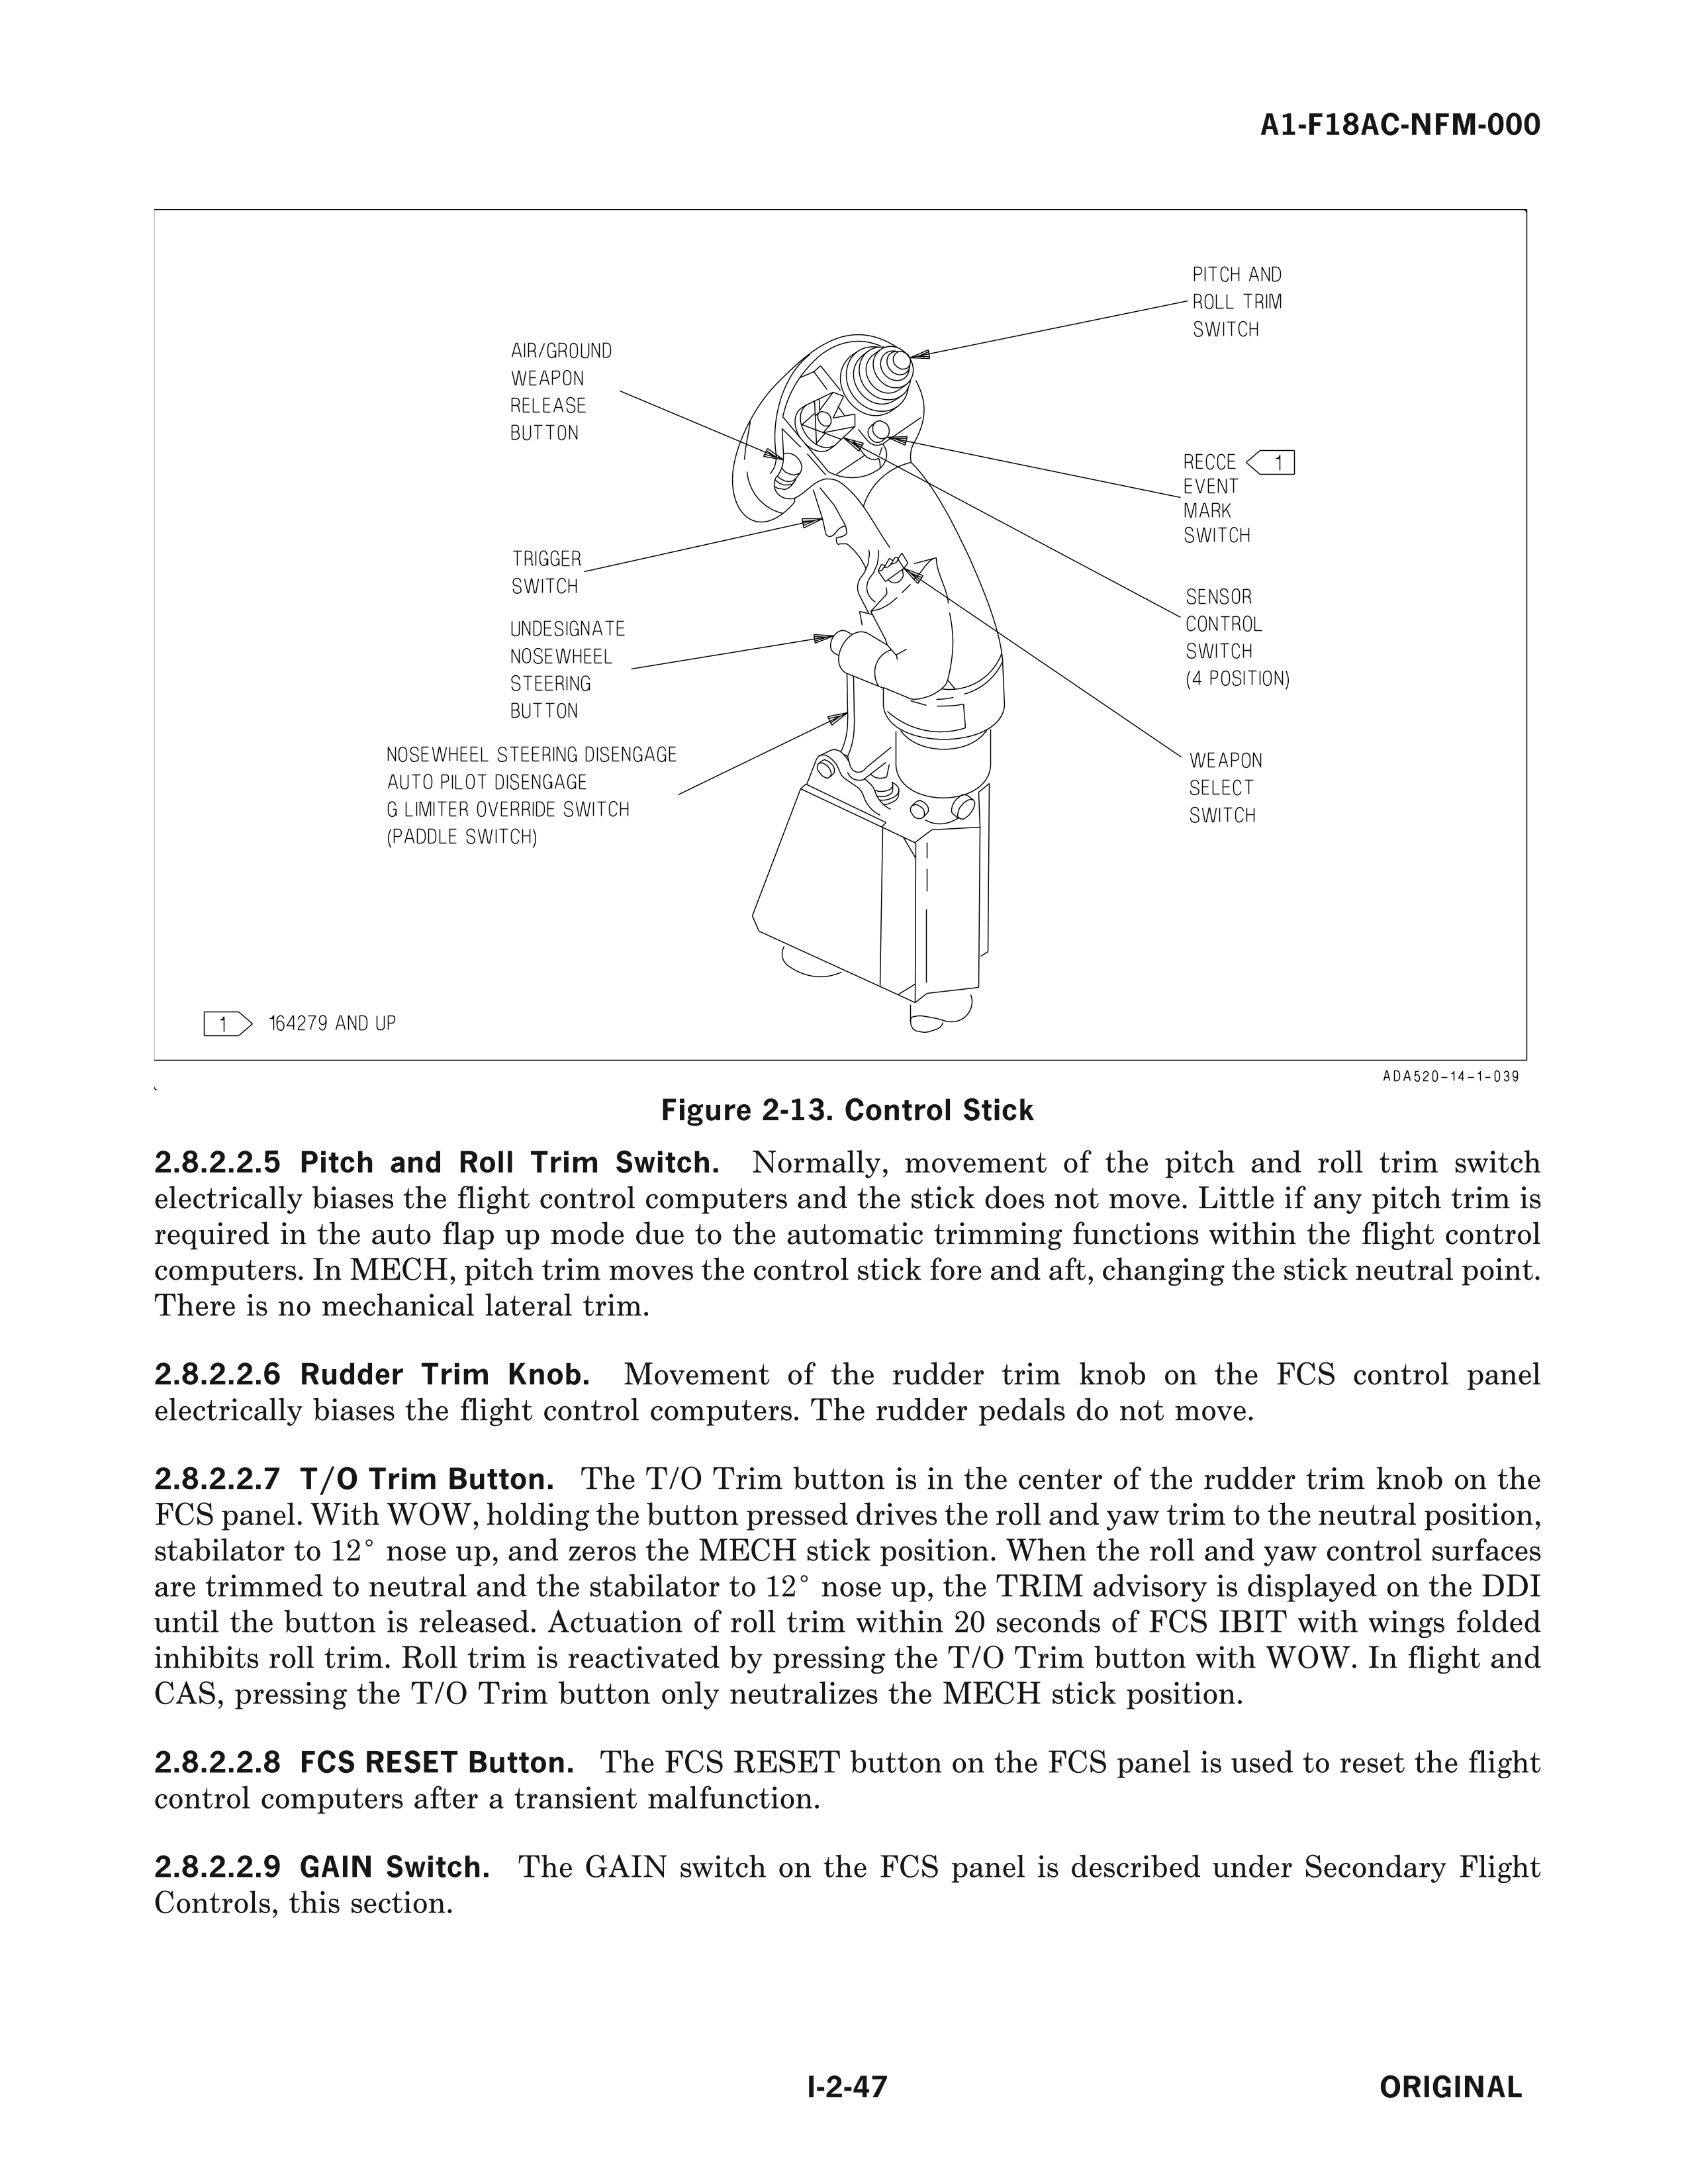 A1-F18AC-NFM-000
PITCH AND
ROLL TRIM
SWITCH
AIR/GROUND
WEAPON
RELEASE
BUTTON
RECCE 1
EVENT
MARK
SWITCH
TRIGGER
SWITCH
SENSOR
CONTROL
SWITCH
(4 POSITION)
UNDESIGNATE
NOSEWHEEL
STEERING
BUTTON
NOSEWHEEL STEERING DISENGAGE
AUTO PILOT DISENGAGE
G LIMITER OVERRIDE SWITCH
(PADDLE SWITCH)
WEAPON
SELECT
SWITCH
1 164279 AND UP
ADA520-14-1-039
Figure 2-13. Control Stick
2.8.2.2.5 Pitch and Roll Trim Switch. Normally, movement of the pitch and roll trim switch
electrically biases the flight control computers and the stick does not move. Little if any pitch trim is
required in the auto flap up mode due to the automatic trimming functions within the flight control
computers. In MECH, pitch trim moves the control stick fore and aft, changing the stick neutral point.
There is no mechanical lateral trim.
2.8.2.2.6 Rudder Trim Knob. Movement of the rudder trim knob on the FCS control panel
electrically biases the flight control computers. The rudder pedals do not move.
2.8.2.2.7 T/O Trim Button. The T/O Trim button is in the center of the rudder trim knob on the
FCS panel. With WOW, holding the button pressed drives the roll and yaw trim to the neutral position,
stabilator to 12° nose up, and zeros the MECH stick position. When the roll and yaw control surfaces
are trimmed to neutral and the stabilator to 12° nose up, the TRIM advisory is displayed on the DDI
until the button is released. Actuation of roll trim within 20 seconds of FCS IBIT with wings folded
inhibits roll trim. Roll trim is reactivated by pressing the T/O Trim button with WOW. In flight and
CAS, pressing the T/O Trim button only neutralizes the MECH stick position.
2.8.2.2.8 FCS RESET Button. The FCS RESET button on the FCS panel is used to reset the flight
control computers after a transient malfunction.
2.8.2.2.9 GAIN Switch. The GAIN switch on the FCS panel is described under Secondary Flight
Controls, this section.
I-2-47
ORIGINAL